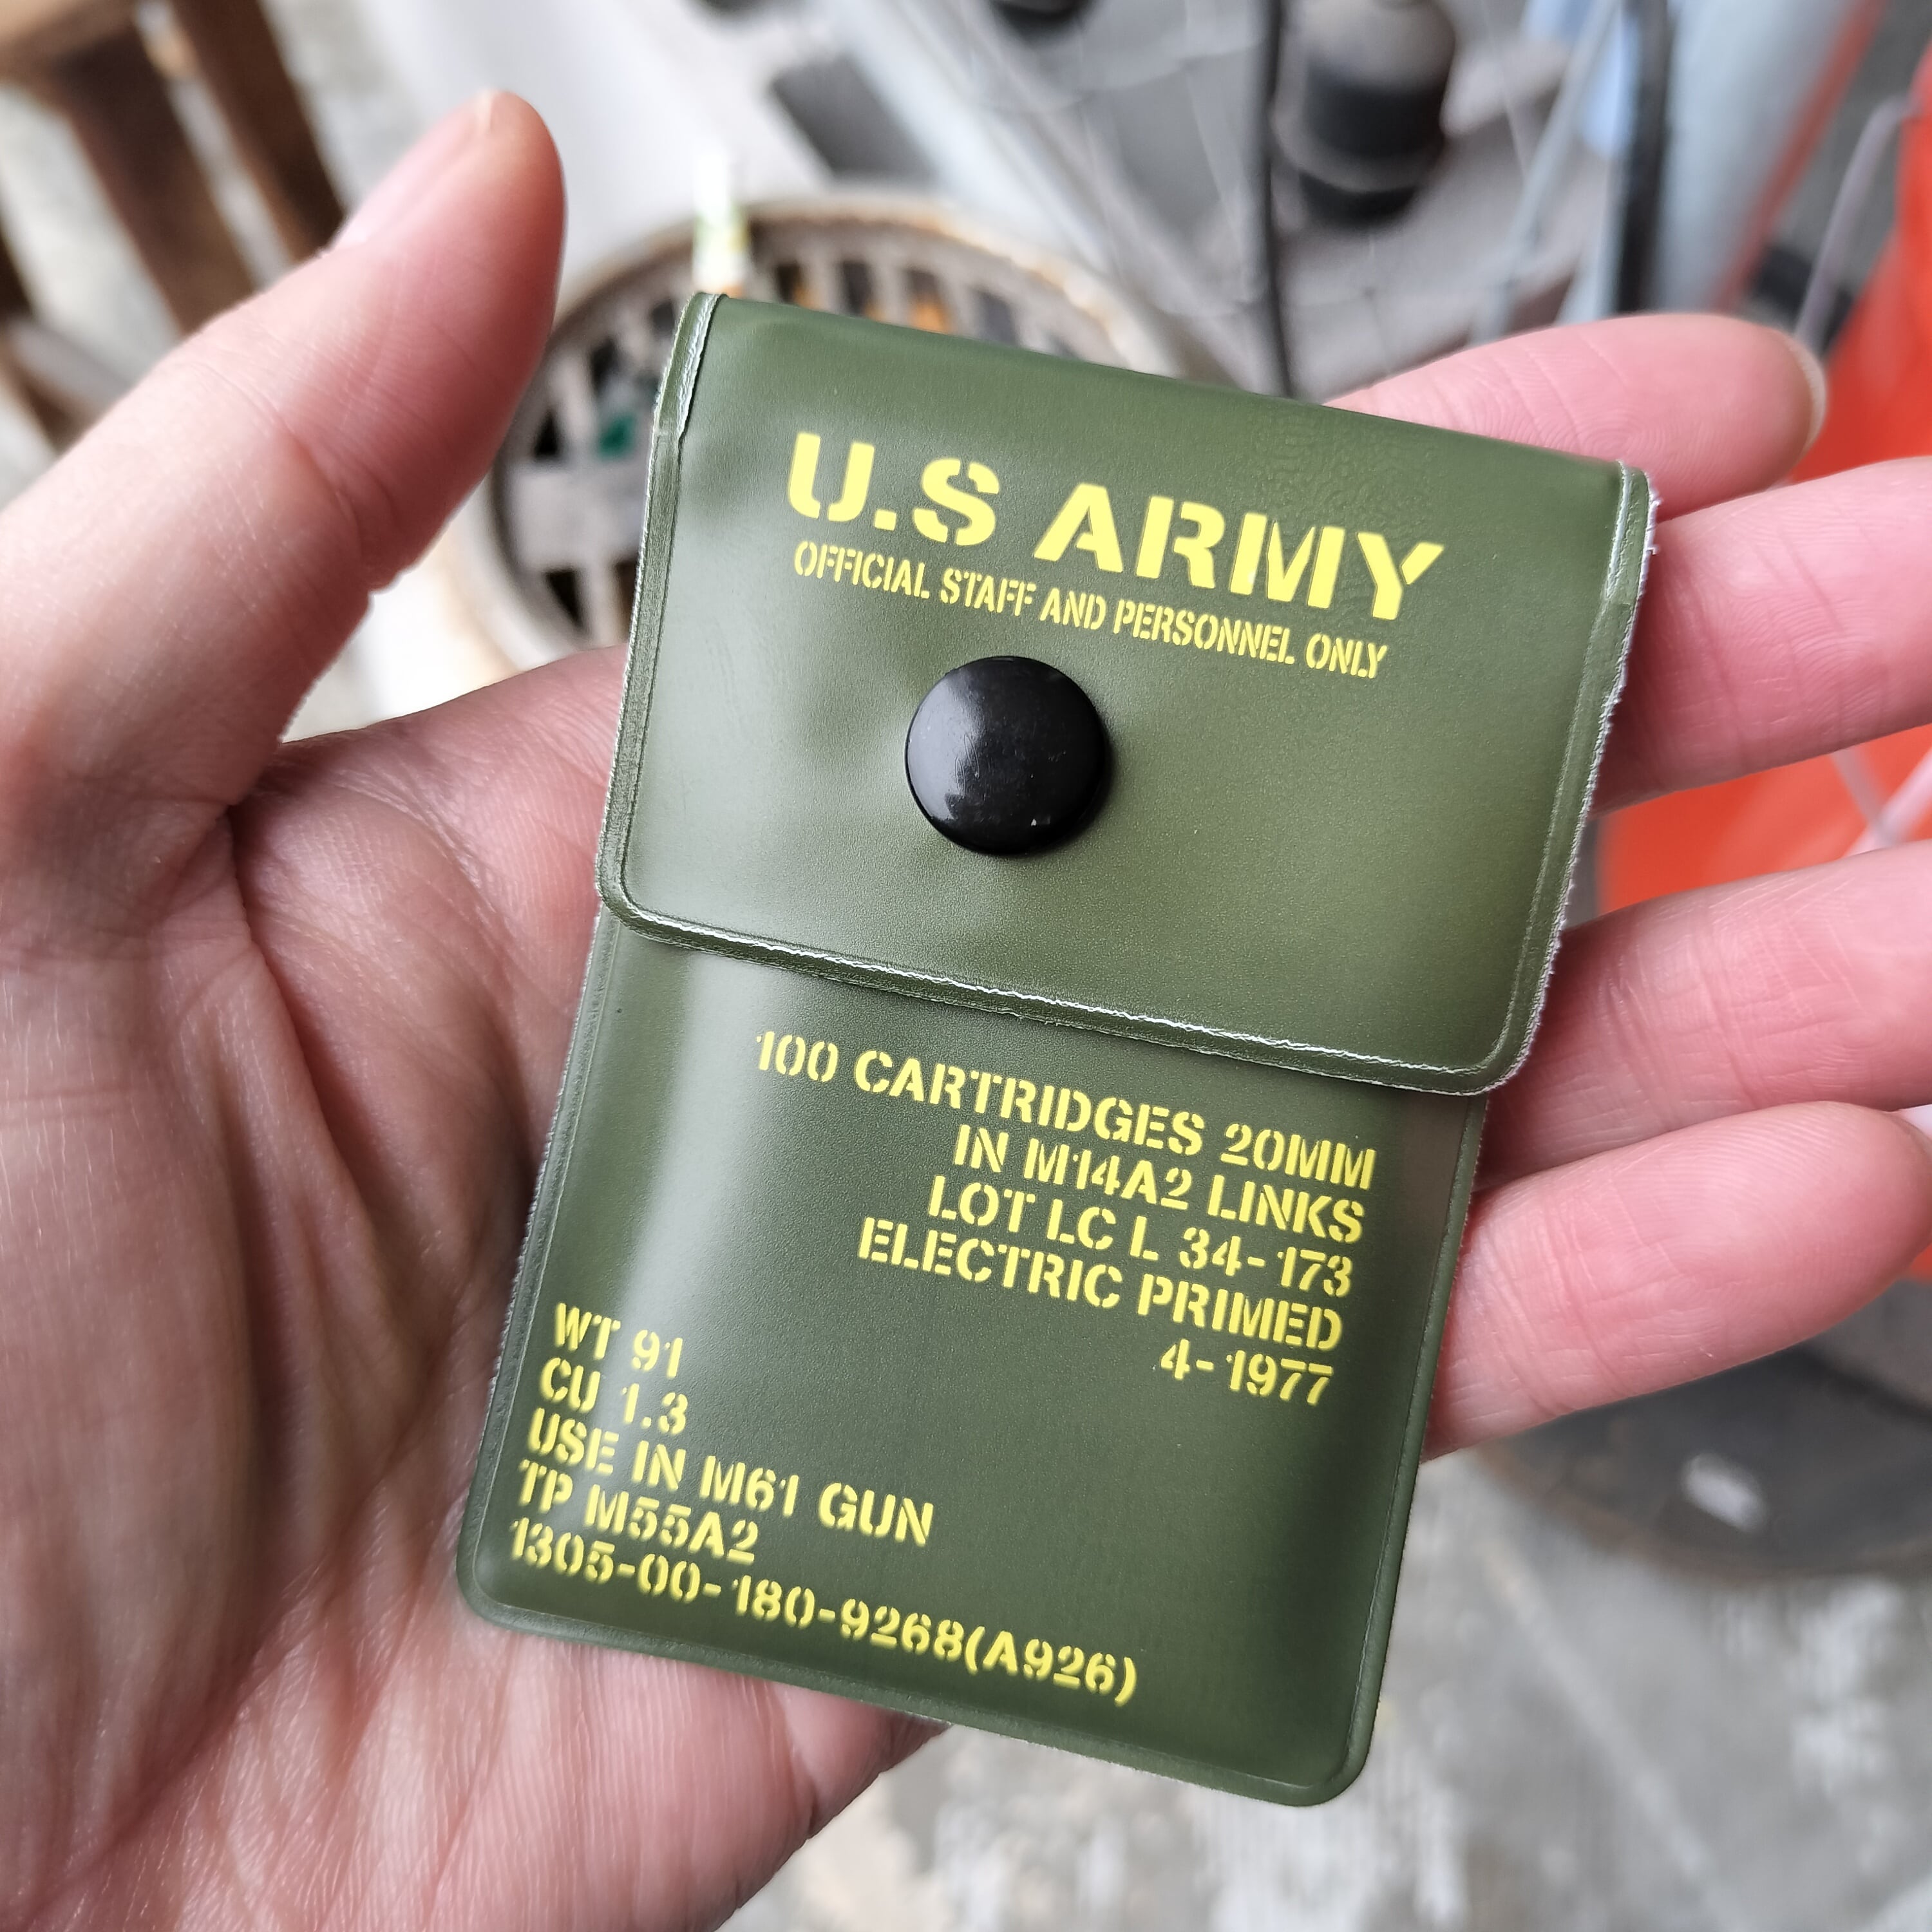 U.S ARMY
OFFICIAL STAFF AND PERSONNEL ONLY
100 CARTRIDGES 20MM
IN M14A2 LINKS
LOT LC L 34-173
ELECTRIC PRIMED
4-1977
WT 91
CU 1.3
USE IN M61 GUN
TP M55A2
1305-00-180-9268(A926)